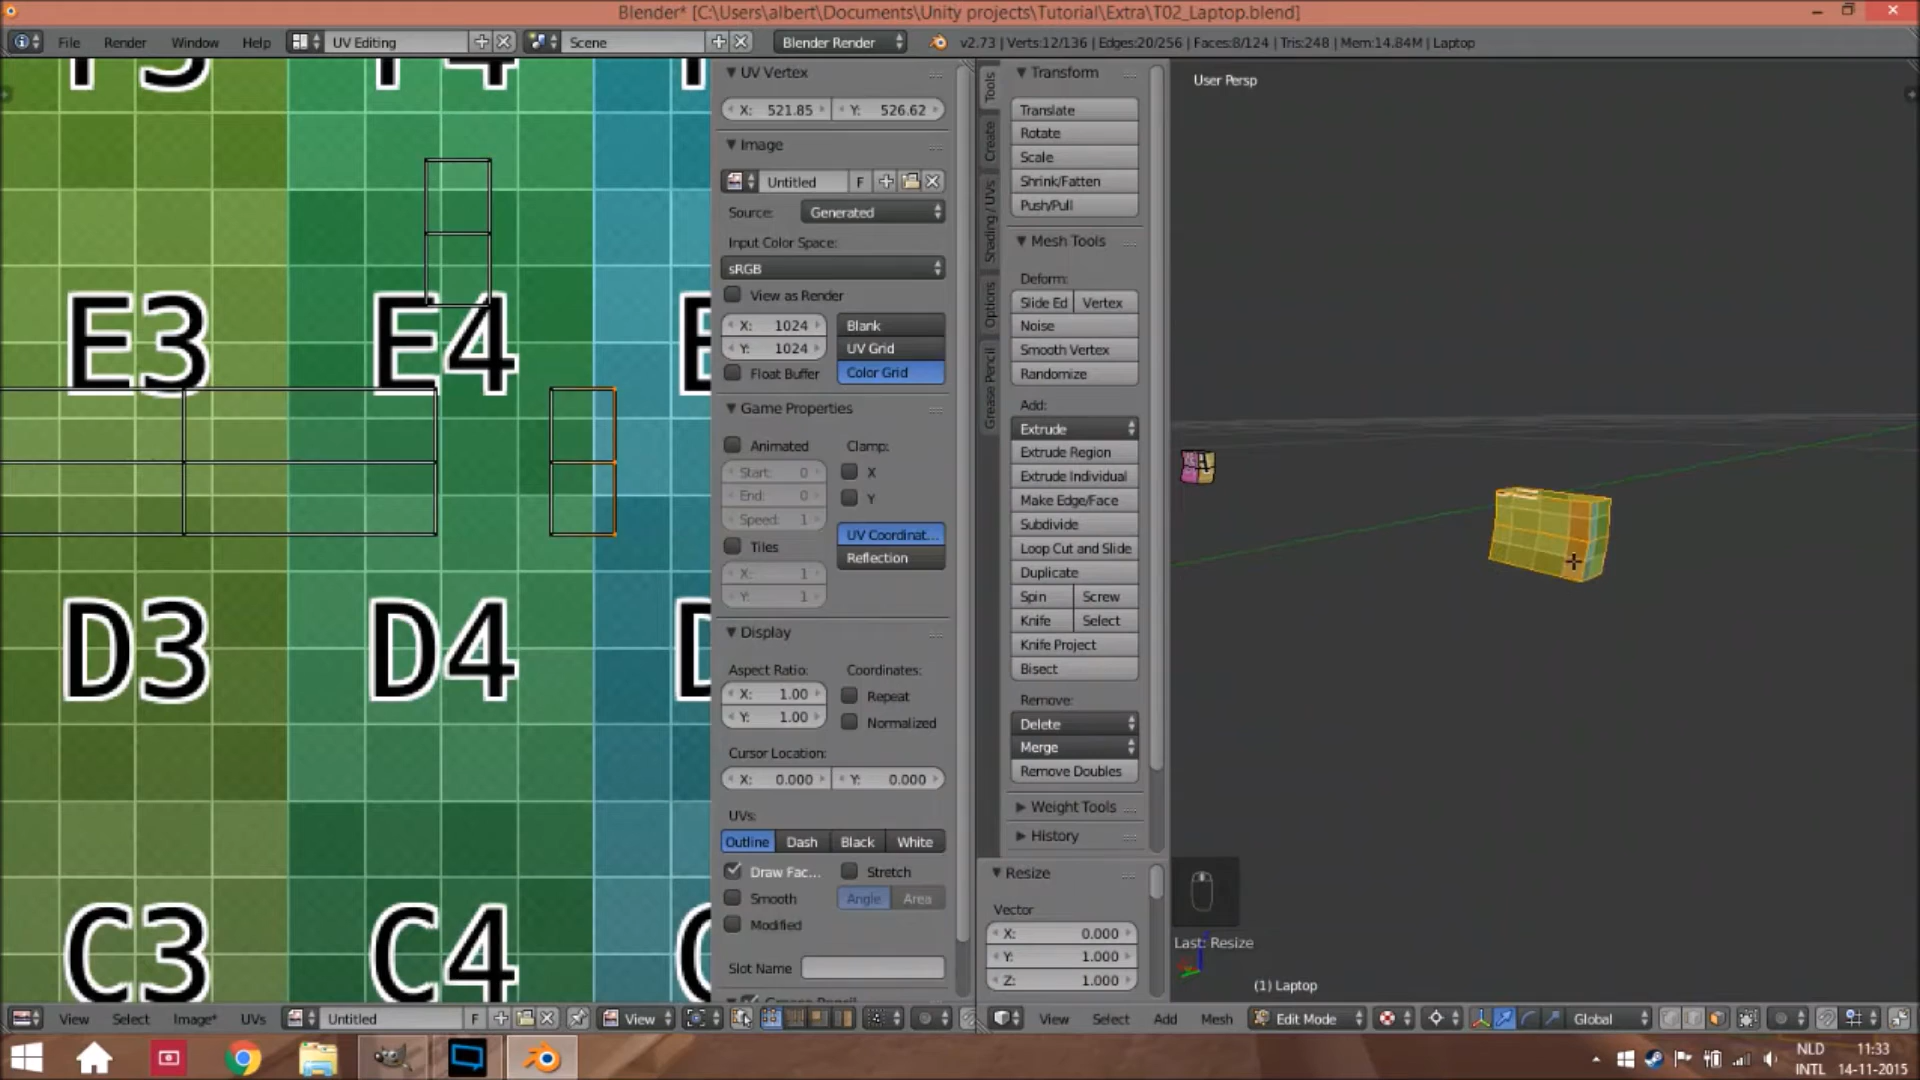 Blender* [C:\Users\albert\Documents\Unity projects\Tutorial\Extra\T02_Laptop.blend]
File Render Window Help UV Editing Scene Blender Render v2.73 | Verts:12/136 | Edges:20/256 | Faces:8/124 | Tris:248 | Mem:14.84M | Laptop
E3
E4
D3
D4
C3
C4
UV Vertex
X: 521.85 Y: 526.62
Image
Untitled F
Source: Generated
Input Color Space:
sRGB
View as Render
X: 1024 Blank
Y: 1024 UV Grid
Float Buffer Color Grid
Game Properties
Animated Clamp:
Start: 0 X
End: 0 Y
Speed: 1 UV Coordinat...
Tiles Reflection
X: 1
Y: 1
Display
Aspect Ratio: Coordinates:
X: 1.00 Repeat
Y: 1.00 Normalized
Cursor Location:
X: 0.000 Y: 0.000
UVs:
Outline Dash Black White
Draw Fac... Stretch
Smooth Angle Area
Modified
Slot Name
Grease Pencil
Tools
Create
Shading / UVs
Options
Grease Pencil
Transform
Translate
Rotate
Scale
Shrink/Fatten
Push/Pull
Mesh Tools
Deform:
Slide Ed Vertex
Noise
Smooth Vertex
Randomize
Add:
Extrude
Extrude Region
Extrude Individual
Make Edge/Face
Subdivide
Loop Cut and Slide
Duplicate
Spin Screw
Knife Select
Knife Project
Bisect
Remove:
Delete
Merge
Remove Doubles
Weight Tools
History
Resize
Vector
X: 0.000
Y: 1.000
Z: 1.000
User Persp
Last: Resize
(1) Laptop
View Select Image* UVs Untitled F View
View Select Add Mesh Edit Mode Global
NLD 11:33
INTL 14-11-2015